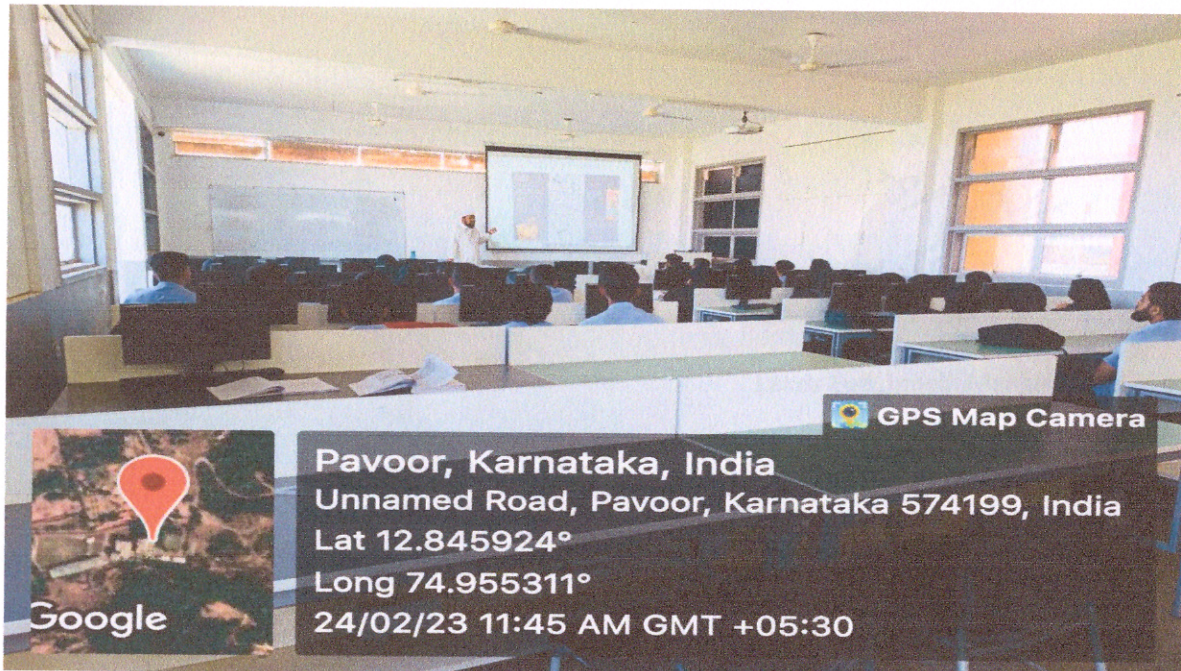 GPS Map Camera
Pavoor, Karnataka, India
Unnamed Road, Pavoor, Karnataka 574199, India
Lat 12.845924°
Long 74.955311°
24/02/23 11:45 AM GMT +05:30
Google